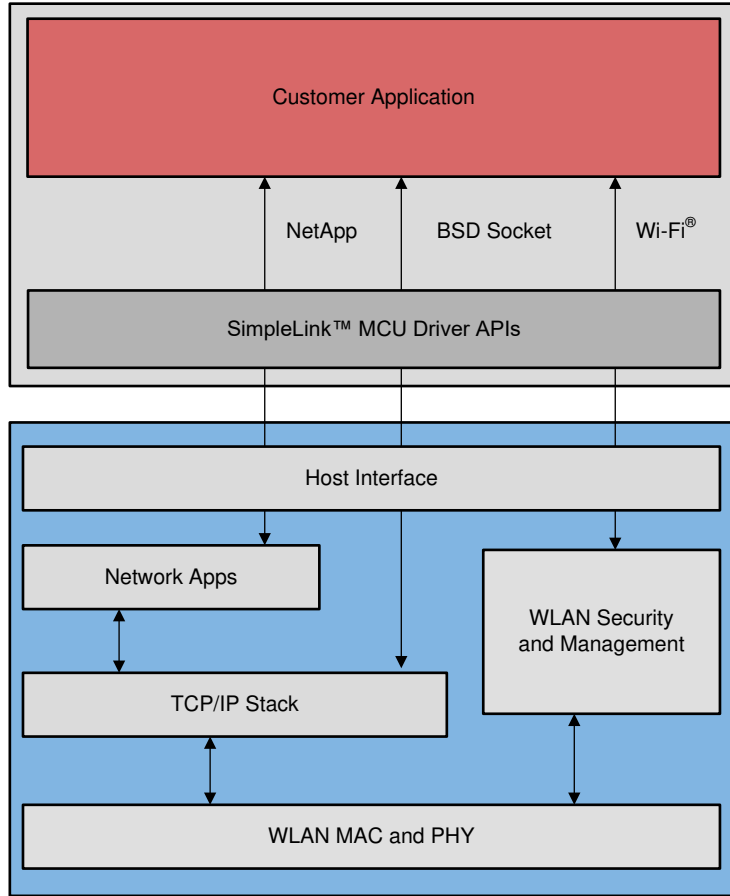 Customer Application
NetApp
BSD Socket
Wi-Fi®
SimpleLink™ MCU Driver APIs
Host Interface
Network Apps
WLAN Security
and Management
TCP/IP Stack
WLAN MAC and PHY